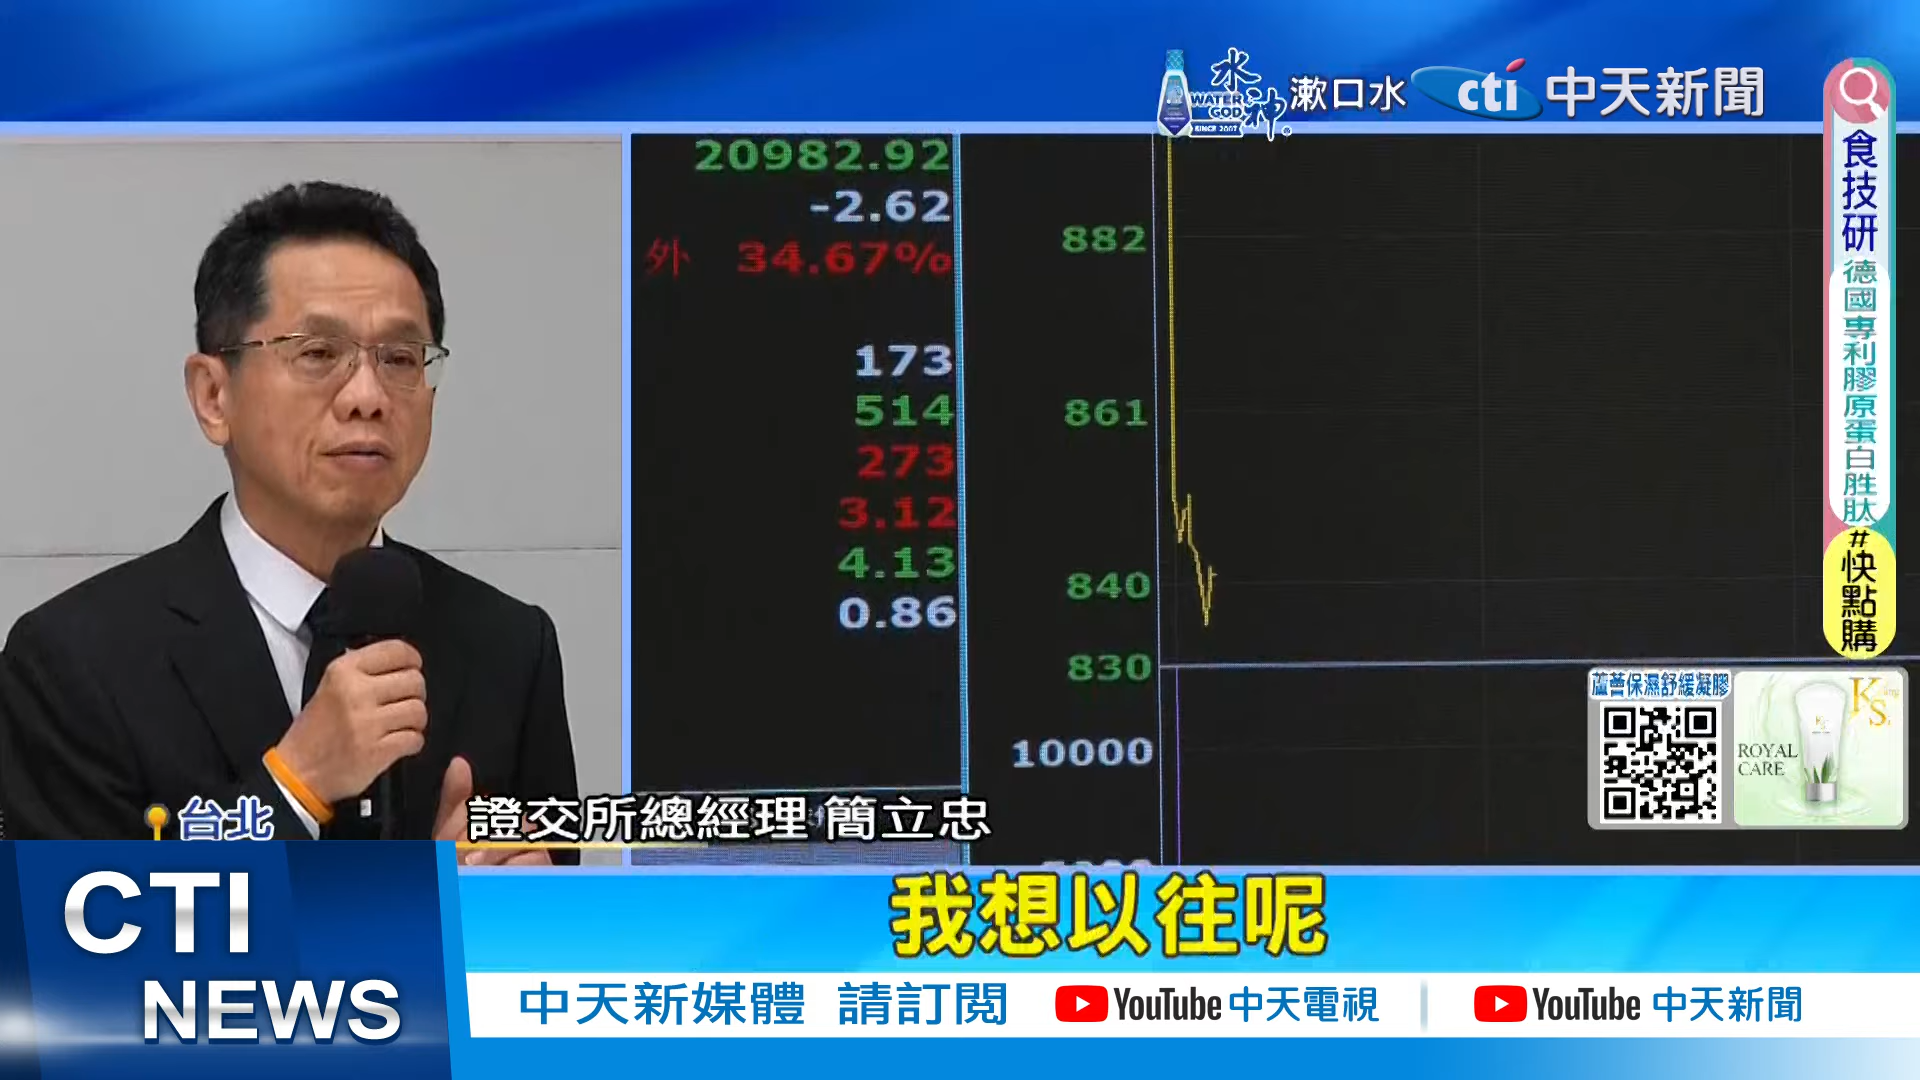 水神
WATER GOD
SINCE 2007
漱口水
cti 中天新聞
食技研
德國專利膠原蛋白胜肽
#快點購
20982.92
-2.62
外 34.67%
173
514
273
3.12
4.13
0.86
882
861
840
830
10000
蘆薈保濕舒緩凝膠
KS
ROYAL
CARE
台北
證交所總經理 簡立忠
CTI
NEWS
我想以往呢
中天新媒體 請訂閱 YouTube 中天電視 YouTube 中天新聞